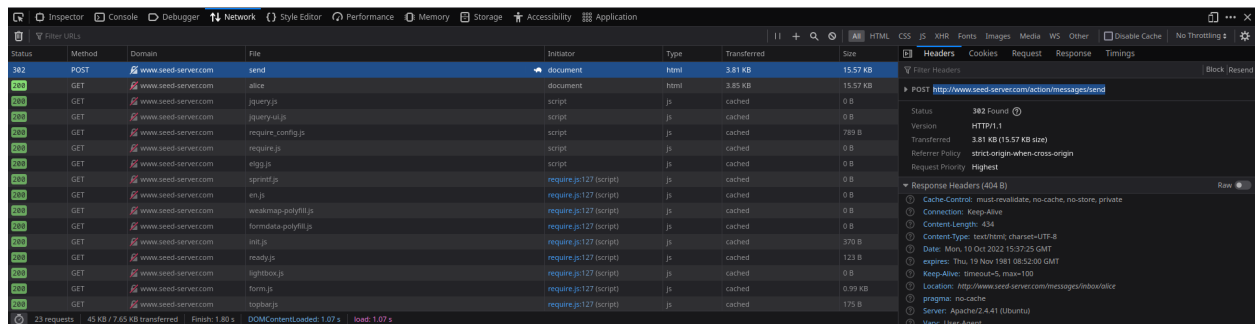 Inspector Console Debugger Network {} Style Editor Performance Memory Storage Accessibility Application
Filter URLs All HTML CSS JS XHR Fonts Images Media WS Other Disable Cache No Throttling
Status Method Domain File Initiator Type Transferred Size
302 POST www.seed-server.com send document html 3.81 KB 15.57 KB
200 GET www.seed-server.com alice document html 3.85 KB 15.57 KB
200 GET www.seed-server.com jquery.js script js cached 0 B
200 GET www.seed-server.com jquery-ui.js script js cached 0 B
200 GET www.seed-server.com require_config.js script js cached 789 B
200 GET www.seed-server.com require.js script js cached 0 B
200 GET www.seed-server.com elgg.js script js cached 0 B
200 GET www.seed-server.com sprintf.js require.js:127 (script) js cached 0 B
200 GET www.seed-server.com en.js require.js:127 (script) js cached 0 B
200 GET www.seed-server.com weakmap-polyfill.js require.js:127 (script) js cached 0 B
200 GET www.seed-server.com formdata-polyfill.js require.js:127 (script) js cached 0 B
200 GET www.seed-server.com init.js require.js:127 (script) js cached 370 B
200 GET www.seed-server.com ready.js require.js:127 (script) js cached 123 B
200 GET www.seed-server.com lightbox.js require.js:127 (script) js cached 0 B
200 GET www.seed-server.com form.js require.js:127 (script) js cached 0.99 KB
200 GET www.seed-server.com topbar.js require.js:127 (script) js cached 175 B
23 requests 45 KB / 7.65 KB transferred Finish: 1.80 s DOMContentLoaded: 1.07 s load: 1.07 s
Headers Cookies Request Response Timings
Filter Headers Block Resend
POST http://www.seed-server.com/action/messages/send
Status 302 Found
Version HTTP/1.1
Transferred 3.81 KB (15.57 KB size)
Referrer Policy strict-origin-when-cross-origin
Request Priority Highest
Response Headers (404 B) Raw
Cache-Control: must-revalidate, no-cache, no-store, private
Connection: Keep-Alive
Content-Length: 434
Content-Type: text/html; charset=UTF-8
Date: Mon, 10 Oct 2022 15:37:25 GMT
expires: Thu, 19 Nov 1981 08:52:00 GMT
Keep-Alive: timeout=5, max=100
Location: http://www.seed-server.com/messages/inbox/alice
pragma: no-cache
Server: Apache/2.4.41 (Ubuntu)
Vary: User-Agent